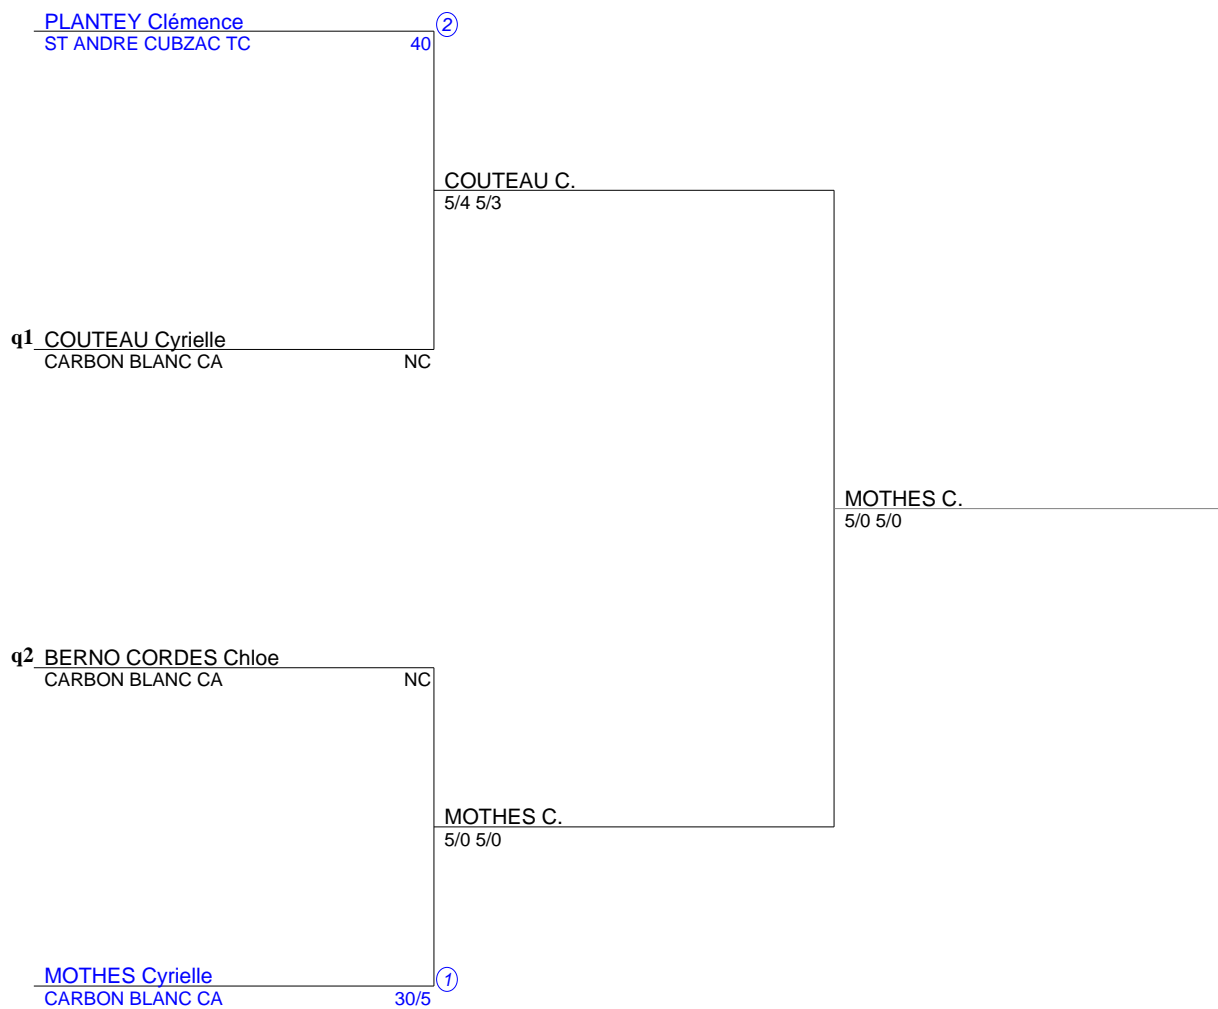 PLANTEY Clémence 2
ST ANDRE CUBZAC TC 40
COUTEAU C.
5/4 5/3
q1 COUTEAU Cyrielle
CARBON BLANC CA NC
MOTHES C.
5/0 5/0
q2 BERNO CORDES Chloe
CARBON BLANC CA NC
MOTHES C.
5/0 5/0
MOTHES Cyrielle 1
CARBON BLANC CA 30/5